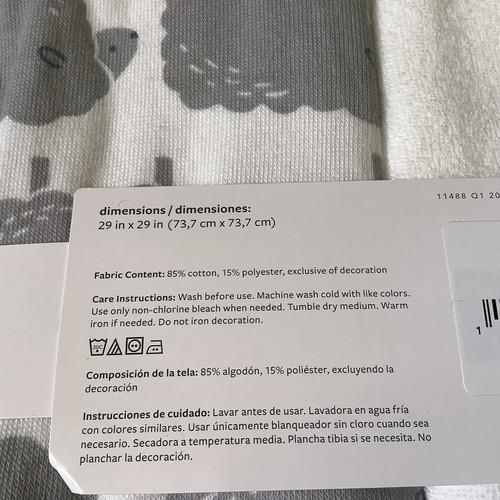 11488 Q1 20
dimensions / dimensiones:
29 in x 29 in (73,7 cm x 73,7 cm)
Fabric Content: 85% cotton, 15% polyester, exclusive of decoration
Care Instructions: Wash before use. Machine wash cold with like colors.
Use only non-chlorine bleach when needed. Tumble dry medium. Warm
iron if needed. Do not iron decoration.
30C
Composición de la tela: 85% algodón, 15% poliéster, excluyendo la
decoración
Instrucciones de cuidado: Lavar antes de usar. Lavadora en agua fría
con colores similares. Usar únicamente blanqueador sin cloro cuando sea
necesario. Secadora a temperatura media. Plancha tibia si se necesita. No
planchar la decoración.
1